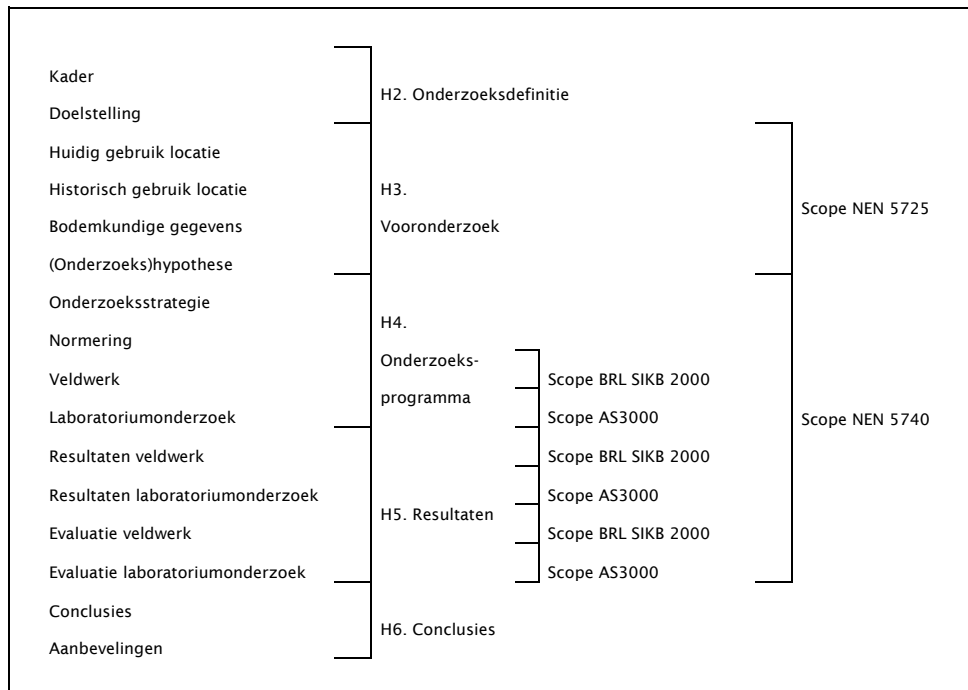 Kader
H2. Onderzoeksdefinitie
Doelstelling
Huidig gebruik locatie
Historisch gebruik locatie
H3.
Scope NEN 5725
Bodemkundige gegevens
Vooronderzoek
(Onderzoeks)hypothese
Onderzoeksstrategie
H4.
Normering
Onderzoeks-
Veldwerk
Scope BRL SIKB 2000
programma
Laboratoriumonderzoek
Scope AS3000
Scope NEN 5740
Resultaten veldwerk
Scope BRL SIKB 2000
Resultaten laboratoriumonderzoek
Scope AS3000
H5. Resultaten
Evaluatie veldwerk
Scope BRL SIKB 2000
Evaluatie laboratoriumonderzoek
Scope AS3000
Conclusies
H6. Conclusies
Aanbevelingen